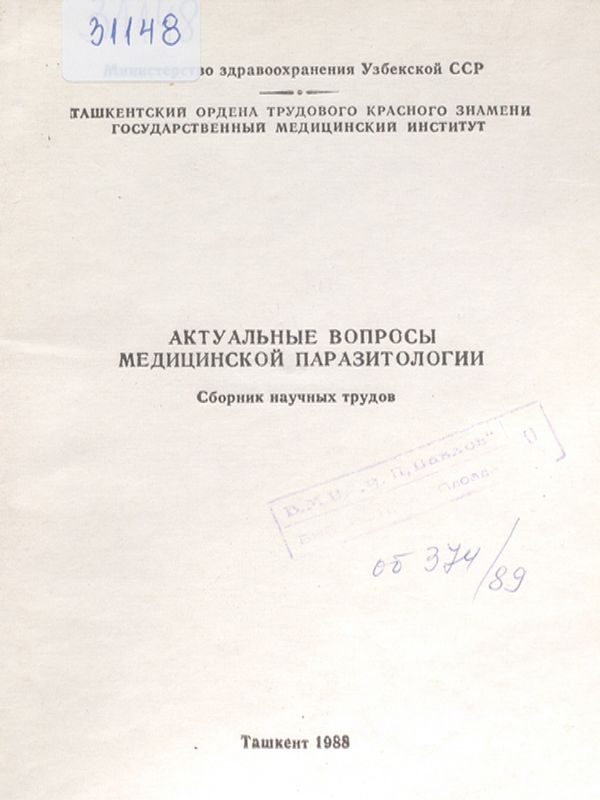 31148
Министерство здравоохранения Узбекской ССР
ТАШКЕНТСКИЙ ОРДЕНА ТРУДОВОГО КРАСНОГО ЗНАМЕНИ
ГОСУДАРСТВЕННЫЙ МЕДИЦИНСКИЙ ИНСТИТУТ
АКТУАЛЬНЫЕ ВОПРОСЫ
МЕДИЦИНСКОЙ ПАРАЗИТОЛОГИИ
Сборник научных трудов
об 374/89
Ташкент 1988